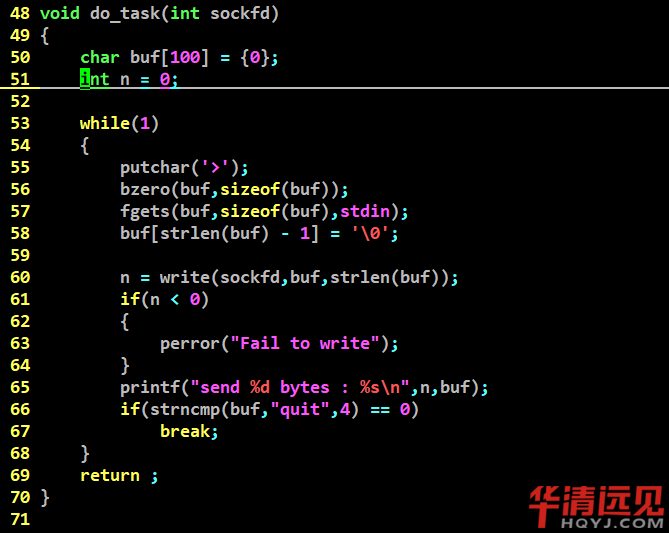 48 void do_task(int sockfd)
49 {
50     char buf[100] = {0};
51     int n = 0;
52
53     while(1)
54     {
55         putchar('>');
56         bzero(buf,sizeof(buf));
57         fgets(buf,sizeof(buf),stdin);
58         buf[strlen(buf) - 1] = '\0';
59
60         n = write(sockfd,buf,strlen(buf));
61         if(n < 0)
62         {
63             perror("Fail to write");
64         }
65         printf("send %d bytes : %s\n",n,buf);
66         if(strncmp(buf,"quit",4) == 0)
67             break;
68     }
69     return ;
70 }
71
华清远见
HQYJ.COM